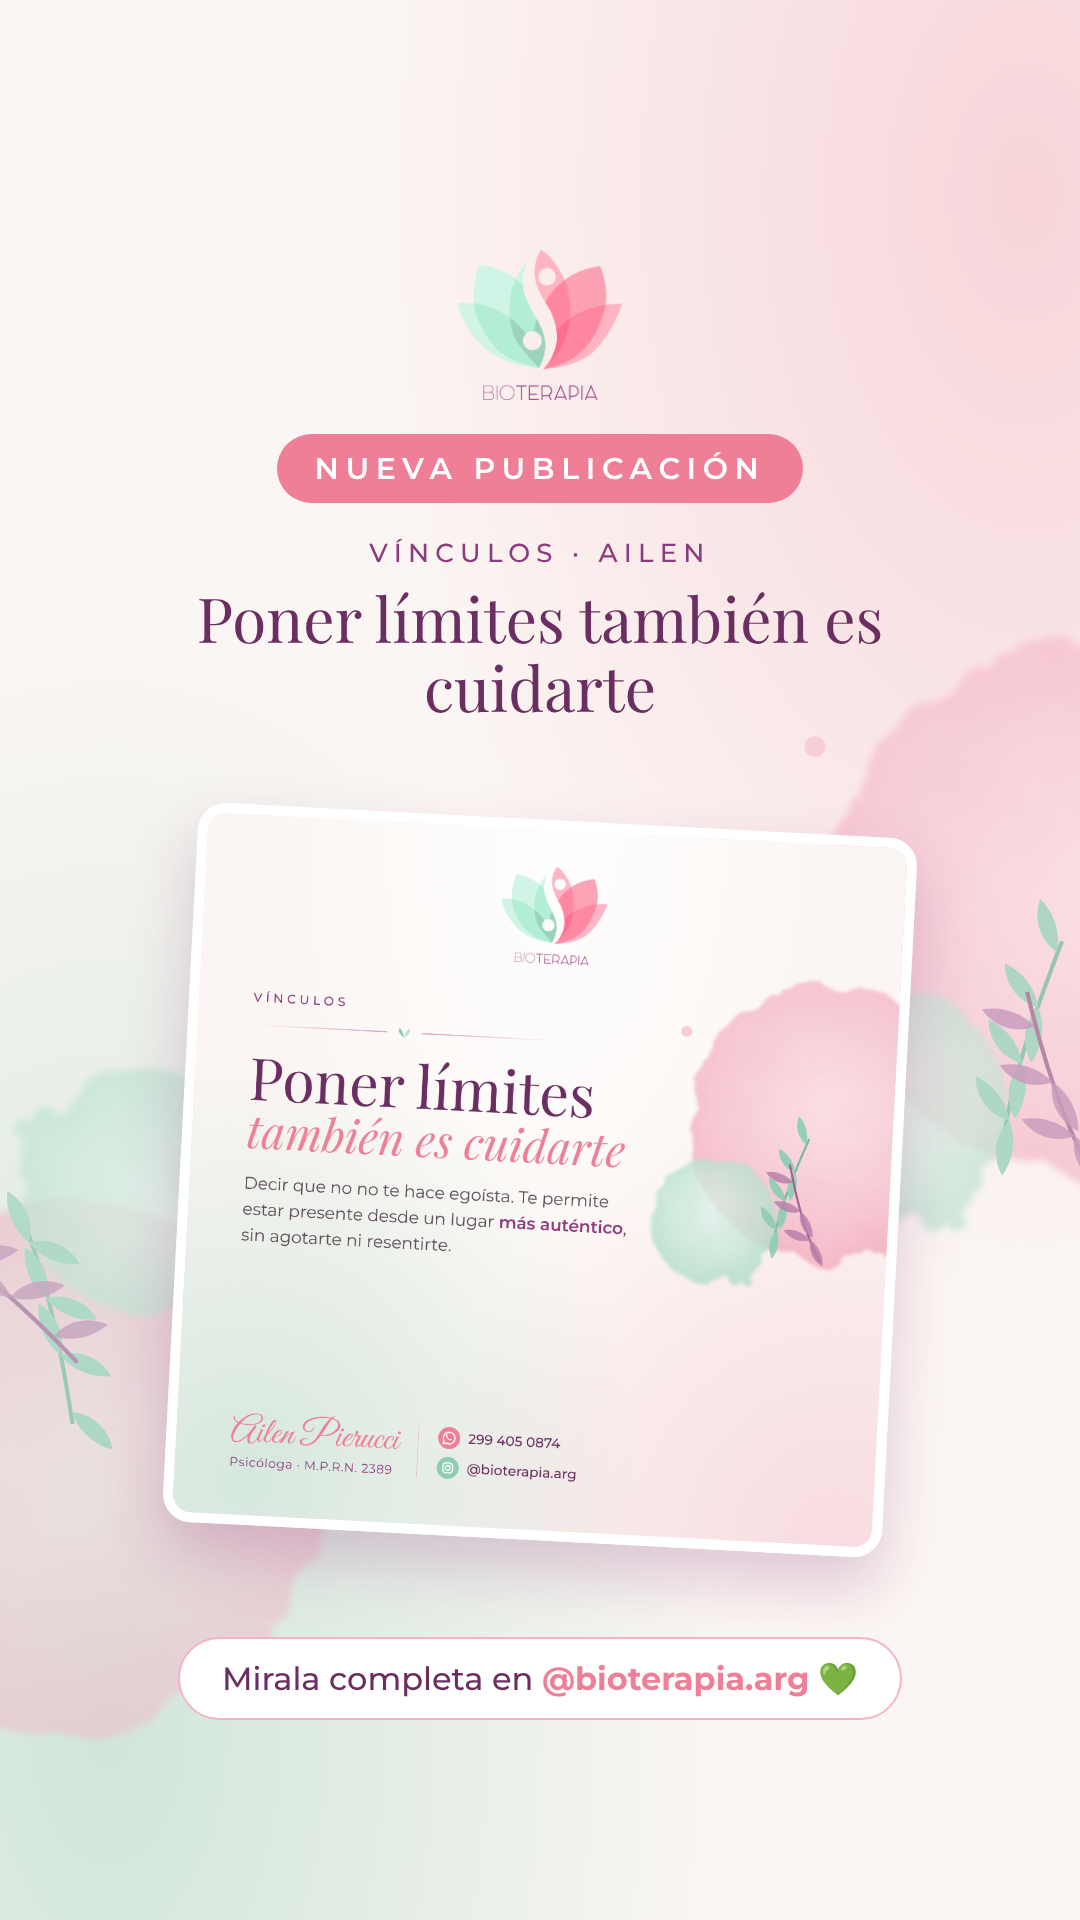 BIOTERAPIA
NUEVA PUBLICACIÓN
VÍNCULOS · AILEN
Poner límites también es
cuidarte
BIOTERAPIA
VÍNCULOS
Poner límites
también es cuidarte
Decir que no no te hace egoísta. Te permite
estar presente desde un lugar más auténtico,
sin agotarte ni resentirte.
Ailen Pierucci
Psicóloga · M.P.R.N. 2389
299 405 0874
@bioterapia.arg
Mirala completa en @bioterapia.arg 💚